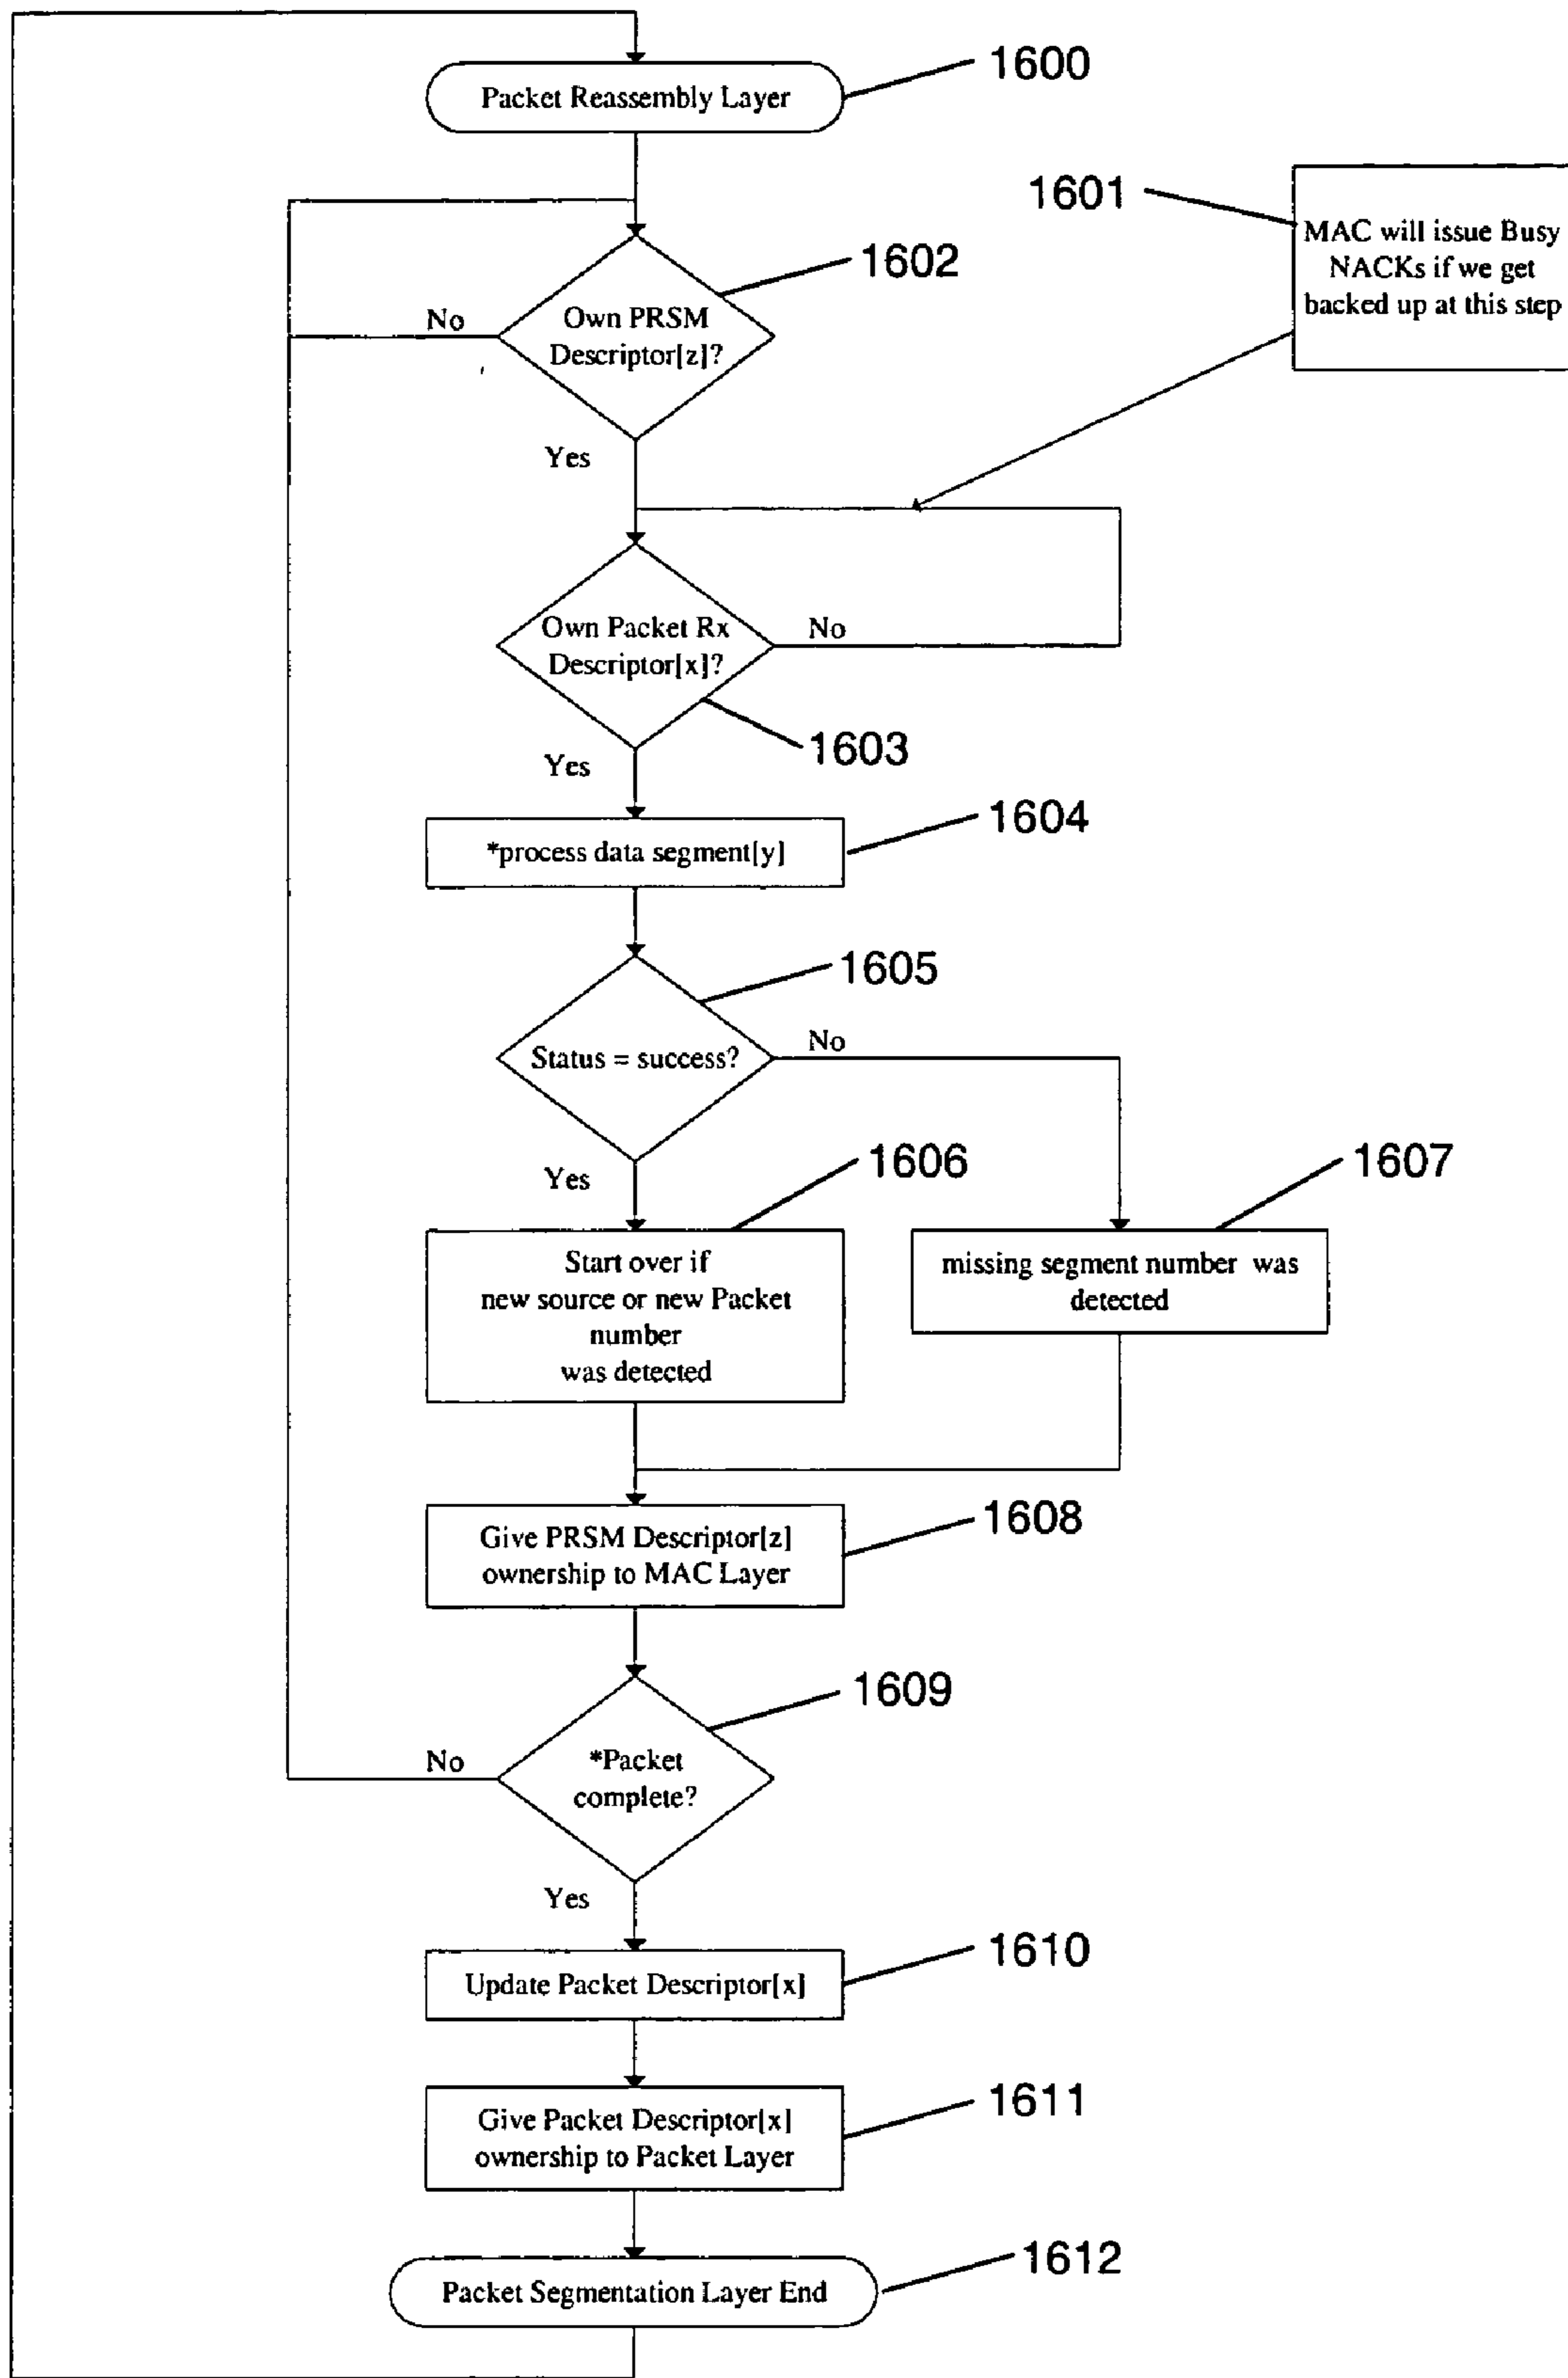 1600
Packet Reassembly Layer
1601
MAC will issue Busy
NACKs if we get
backed up at this step
1602
No
Own PRSM
Descriptor[z]?
Yes
Own Packet Rx
Descriptor[x]?
No
1603
Yes
1604
*process data segment[y]
1605
No
Status = success?
Yes
1606
1607
Start over if
new source or new Packet
number
was detected
missing segment number was
detected
1608
Give PRSM Descriptor[z]
ownership to MAC Layer
1609
No
*Packet
complete?
Yes
1610
Update Packet Descriptor[x]
1611
Give Packet Descriptor[x]
ownership to Packet Layer
1612
Packet Segmentation Layer End